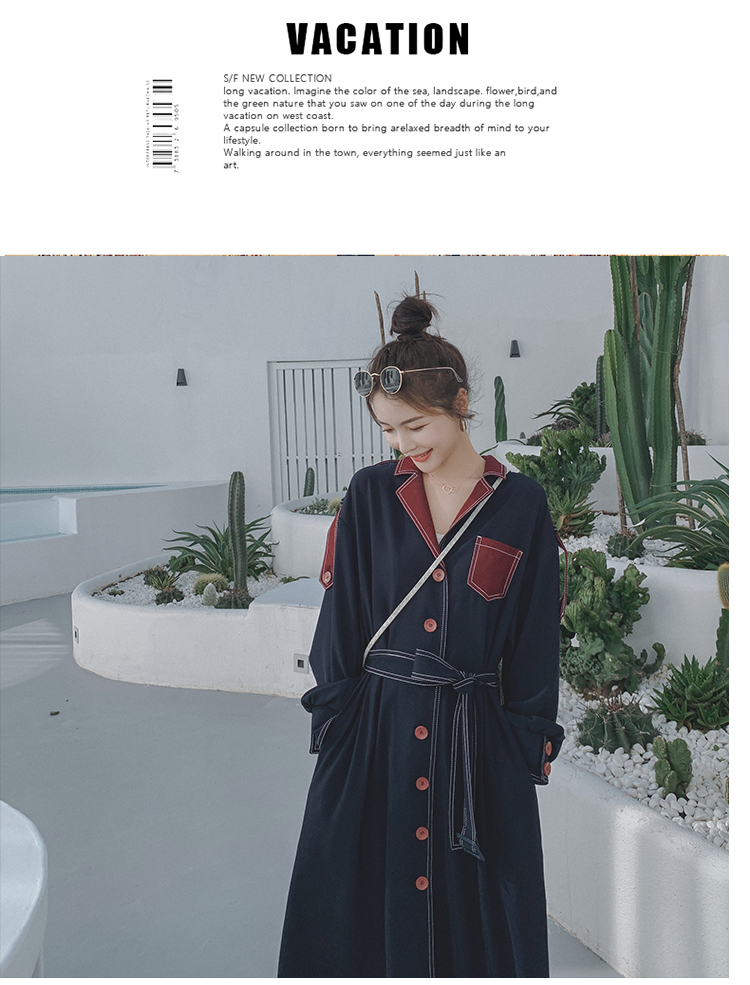 VACATION
S/F NEW COLLECTION
long vacation. Imagine the color of the sea, landscape. flower,bird,and
the green nature that you saw on one of the day during the long
vacation on west coast.
A capsule collection born to bring arelaxed breadth of mind to your
lifestyle.
Walking around in the town, everything seemed just like an
art.